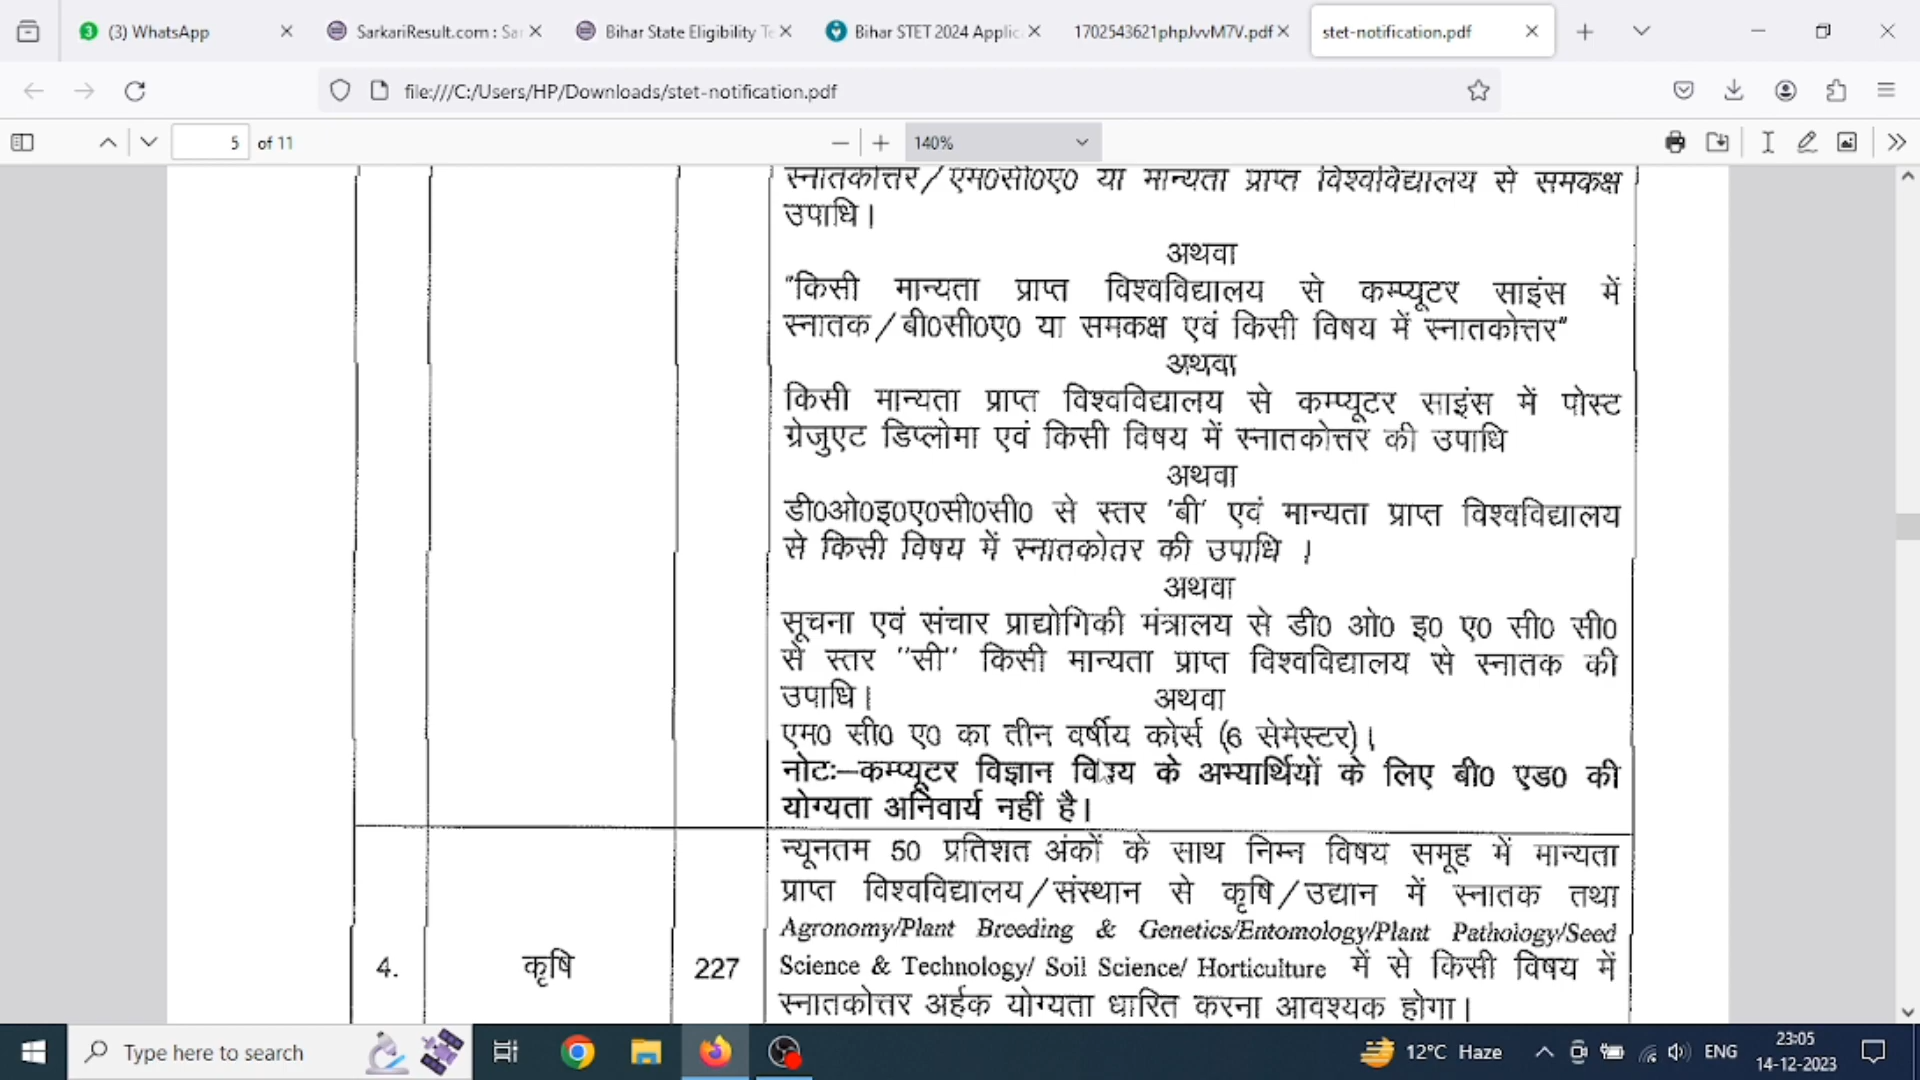 (3) WhatsApp
SarkariResult.com : Sar
Bihar State Eligibility Te
Bihar STET 2024 Applic
1702543621phpJvvM7V.pdf
stet-notification.pdf
file:///C:/Users/HP/Downloads/stet-notification.pdf
5 of 11
140%
स्नातकोत्तर/एम0सी0ए0 या मान्यता प्राप्त विश्वविद्यालय से समकक्ष
उपाधि।
अथवा
"किसी मान्यता प्राप्त विश्वविद्यालय से कम्प्यूटर साइंस में
स्नातक/बी0सी0ए0 या समकक्ष एवं किसी विषय में स्नातकोत्तर"
अथवा
किसी मान्यता प्राप्त विश्वविद्यालय से कम्प्यूटर साइंस में पोस्ट
ग्रेजुएट डिप्लोमा एवं किसी विषय में स्नातकोत्तर की उपाधि
अथवा
डी0ओ0इ0ए0सी0सी0 से स्तर 'बी' एवं मान्यता प्राप्त विश्वविद्यालय
से किसी विषय में स्नातकोतर की उपाधि ।
अथवा
सूचना एवं संचार प्राद्योगिकी मंत्रालय से डी0 ओ0 इ0 ए0 सी0 सी0
से स्तर ''सी'' किसी मान्यता प्राप्त विश्वविद्यालय से स्नातक की
उपाधि। अथवा
एम0 सी0 ए0 का तीन वर्षीय कोर्स (6 सेमेस्टर)।
नोटः—कम्प्यूटर विज्ञान विषय के अभ्यार्थियों के लिए बी0 एड0 की
योग्यता अनिवार्य नहीं है।
न्यूनतम 50 प्रतिशत अंकों के साथ निम्न विषय समूह में मान्यता
प्राप्त विश्वविद्यालय/संस्थान से कृषि/उद्यान में स्नातक तथा
Agronomy/Plant Breeding & Genetics/Entomology/Plant Pathology/Seed
4. कृषि 227 Science & Technology/ Soil Science/ Horticulture में से किसी विषय में
स्नातकोत्तर अर्हक योग्यता धारित करना आवश्यक होगा।
Type here to search
12°C Haze
ENG
23:05
14-12-2023